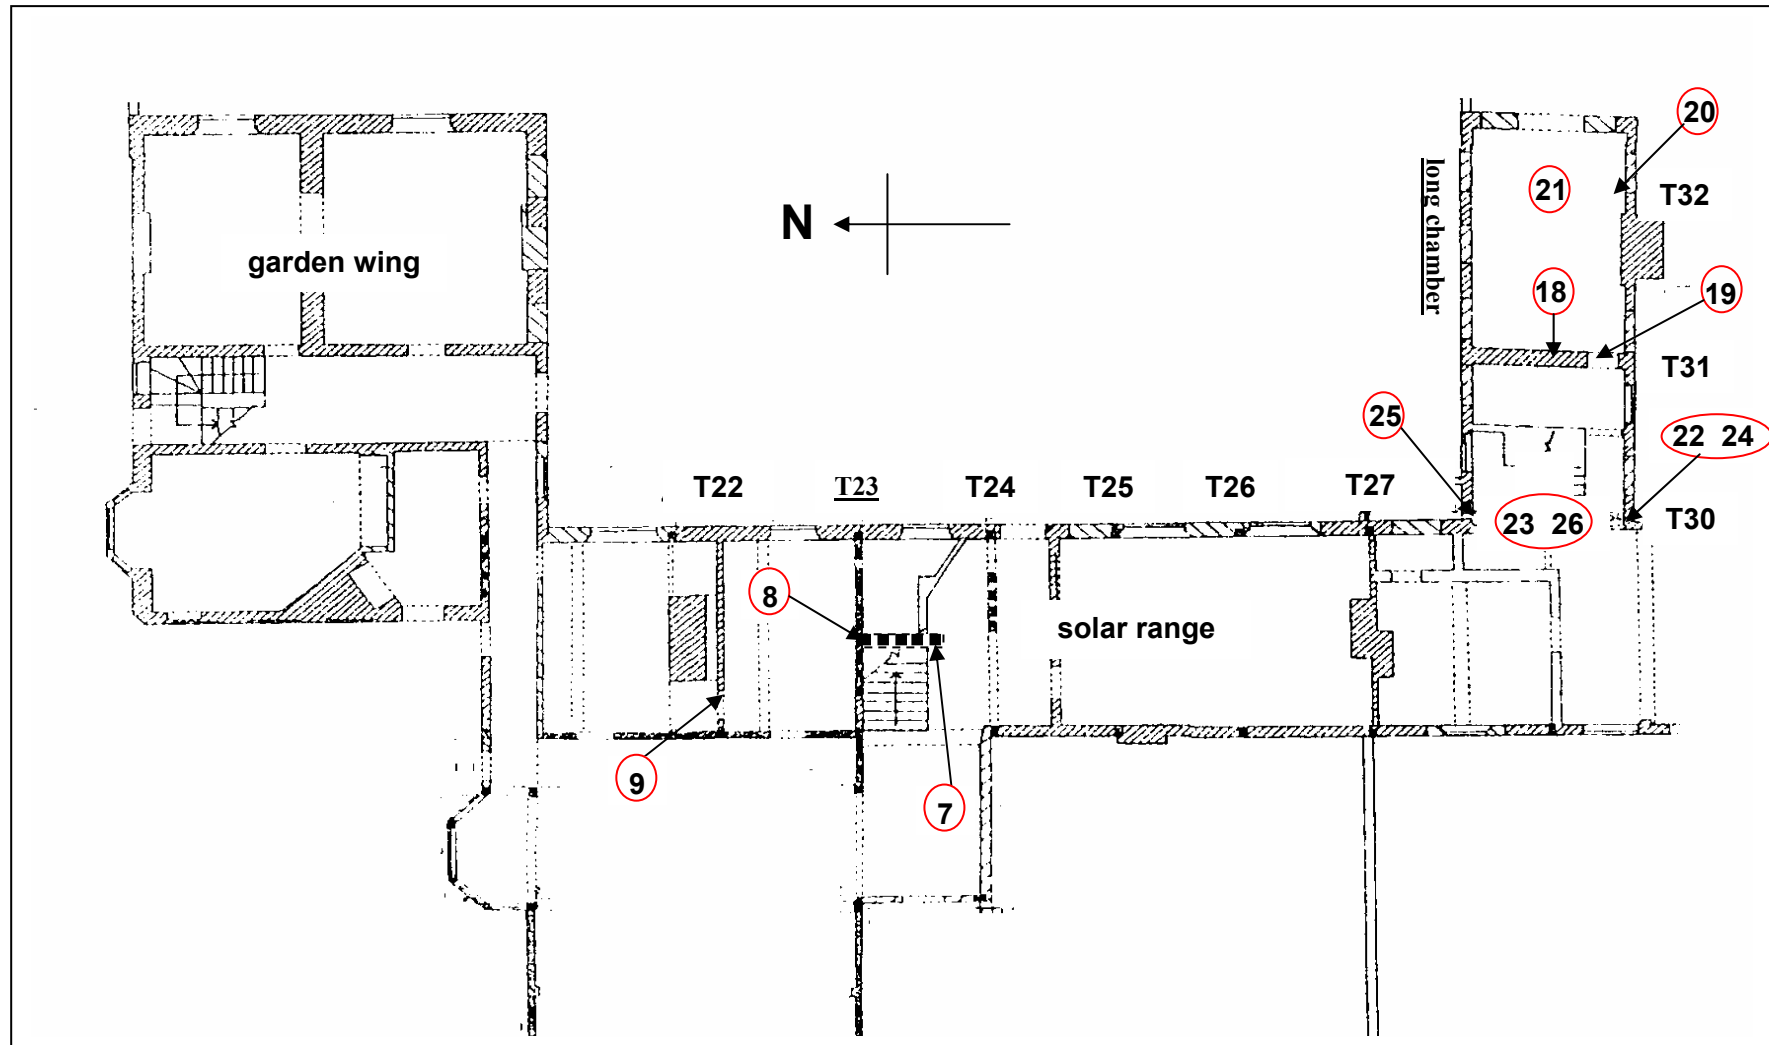 20
21
T32
N
long chamber
garden wing
18
19
T31
25
22 24
T22
T23
T24
T25
T26
T27
23 26
T30
8
solar range
9
7